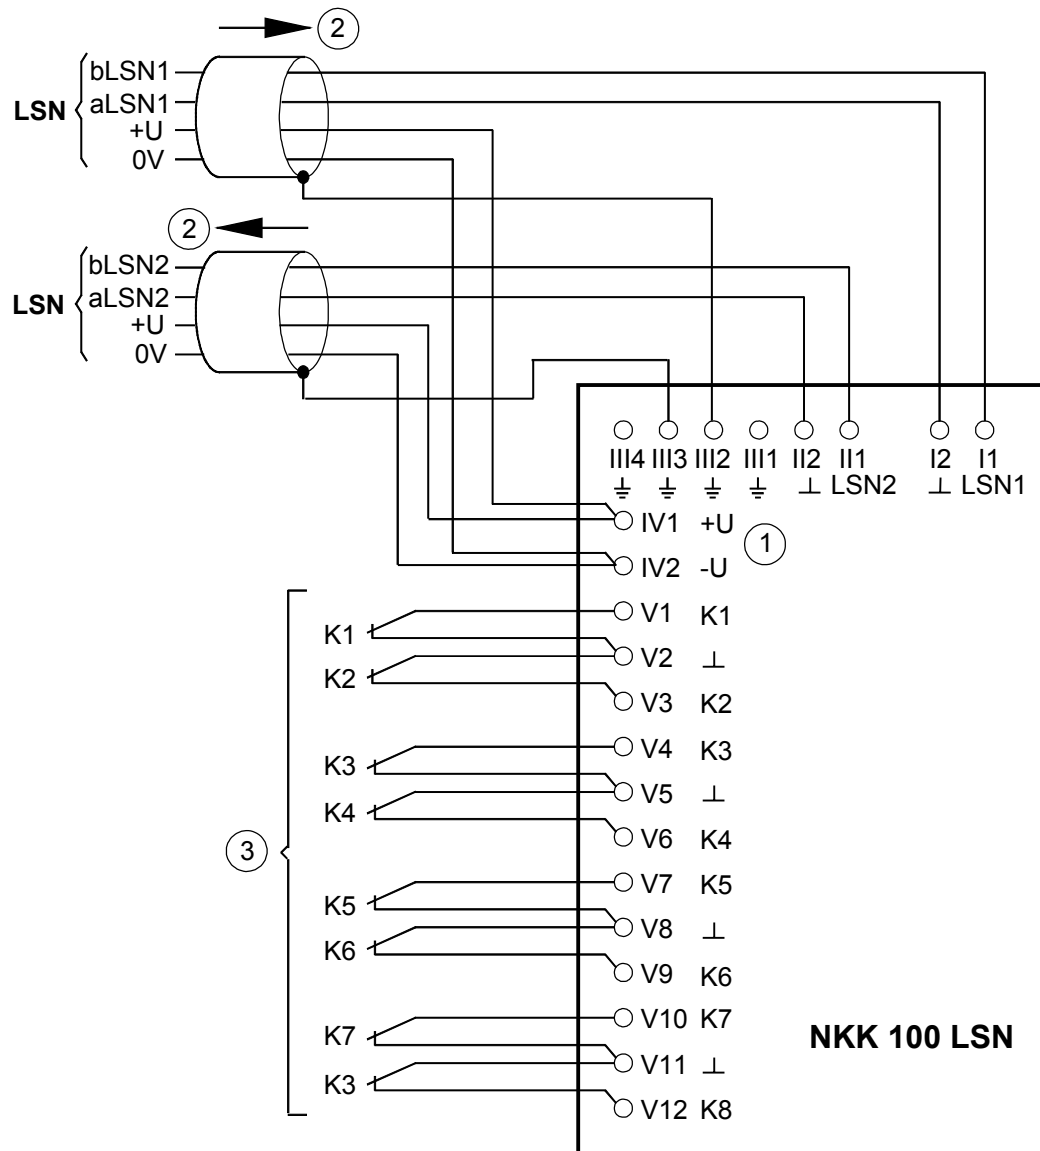 2
bLSN1
aLSN1
LSN
+U
0V
2
bLSN2
aLSN2
LSN
+U
0V
III4 III3 III2 III1 II2 II1 I2 I1
⏚ ⏚ ⏚ ⏚ ⊥ LSN2 ⊥ LSN1
IV1 +U
1
IV2 -U
V1 K1
K1
V2 ⊥
K2
V3 K2
V4 K3
K3
V5 ⊥
K4
V6 K4
3
V7 K5
K5
V8 ⊥
K6
V9 K6
V10 K7
K7
NKK 100 LSN
V11 ⊥
K3
V12 K8